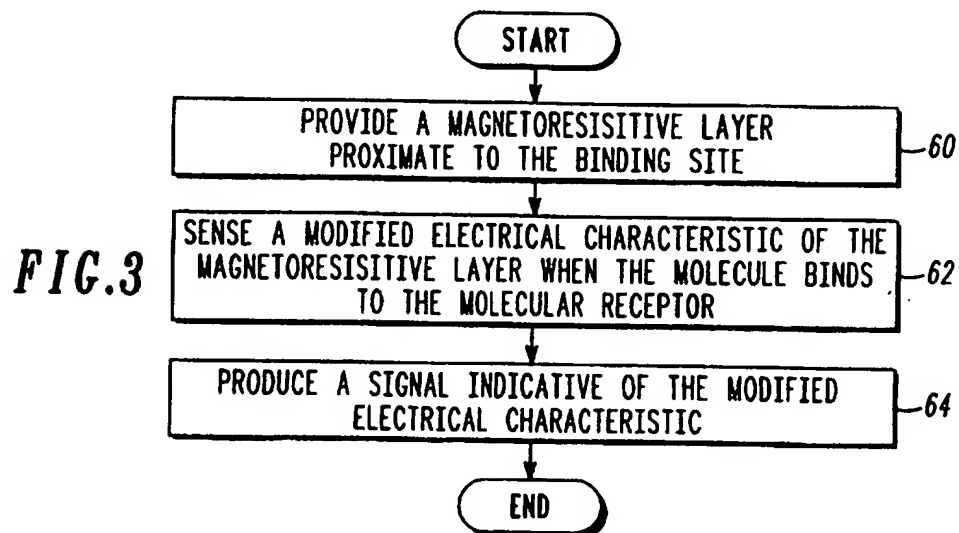 START
PROVIDE A MAGNETORESISITIVE LAYER
PROXIMATE TO THE BINDING SITE
60
SENSE A MODIFIED ELECTRICAL CHARACTERISTIC OF THE
MAGNETORESISITIVE LAYER WHEN THE MOLECULE BINDS
TO THE MOLECULAR RECEPTOR
62
FIG.3
PRODUCE A SIGNAL INDICATIVE OF THE MODIFIED
ELECTRICAL CHARACTERISTIC
64
END